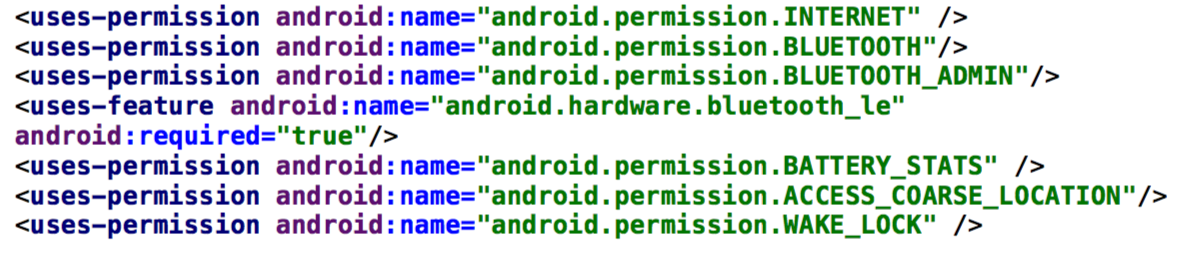 <uses-permission android:name="android.permission.INTERNET" />
<uses-permission android:name="android.permission.BLUETOOTH"/>
<uses-permission android:name="android.permission.BLUETOOTH_ADMIN"/>
<uses-feature android:name="android.hardware.bluetooth_le"
android:required="true"/>
<uses-permission android:name="android.permission.BATTERY_STATS" />
<uses-permission android:name="android.permission.ACCESS_COARSE_LOCATION"/>
<uses-permission android:name="android.permission.WAKE_LOCK" />